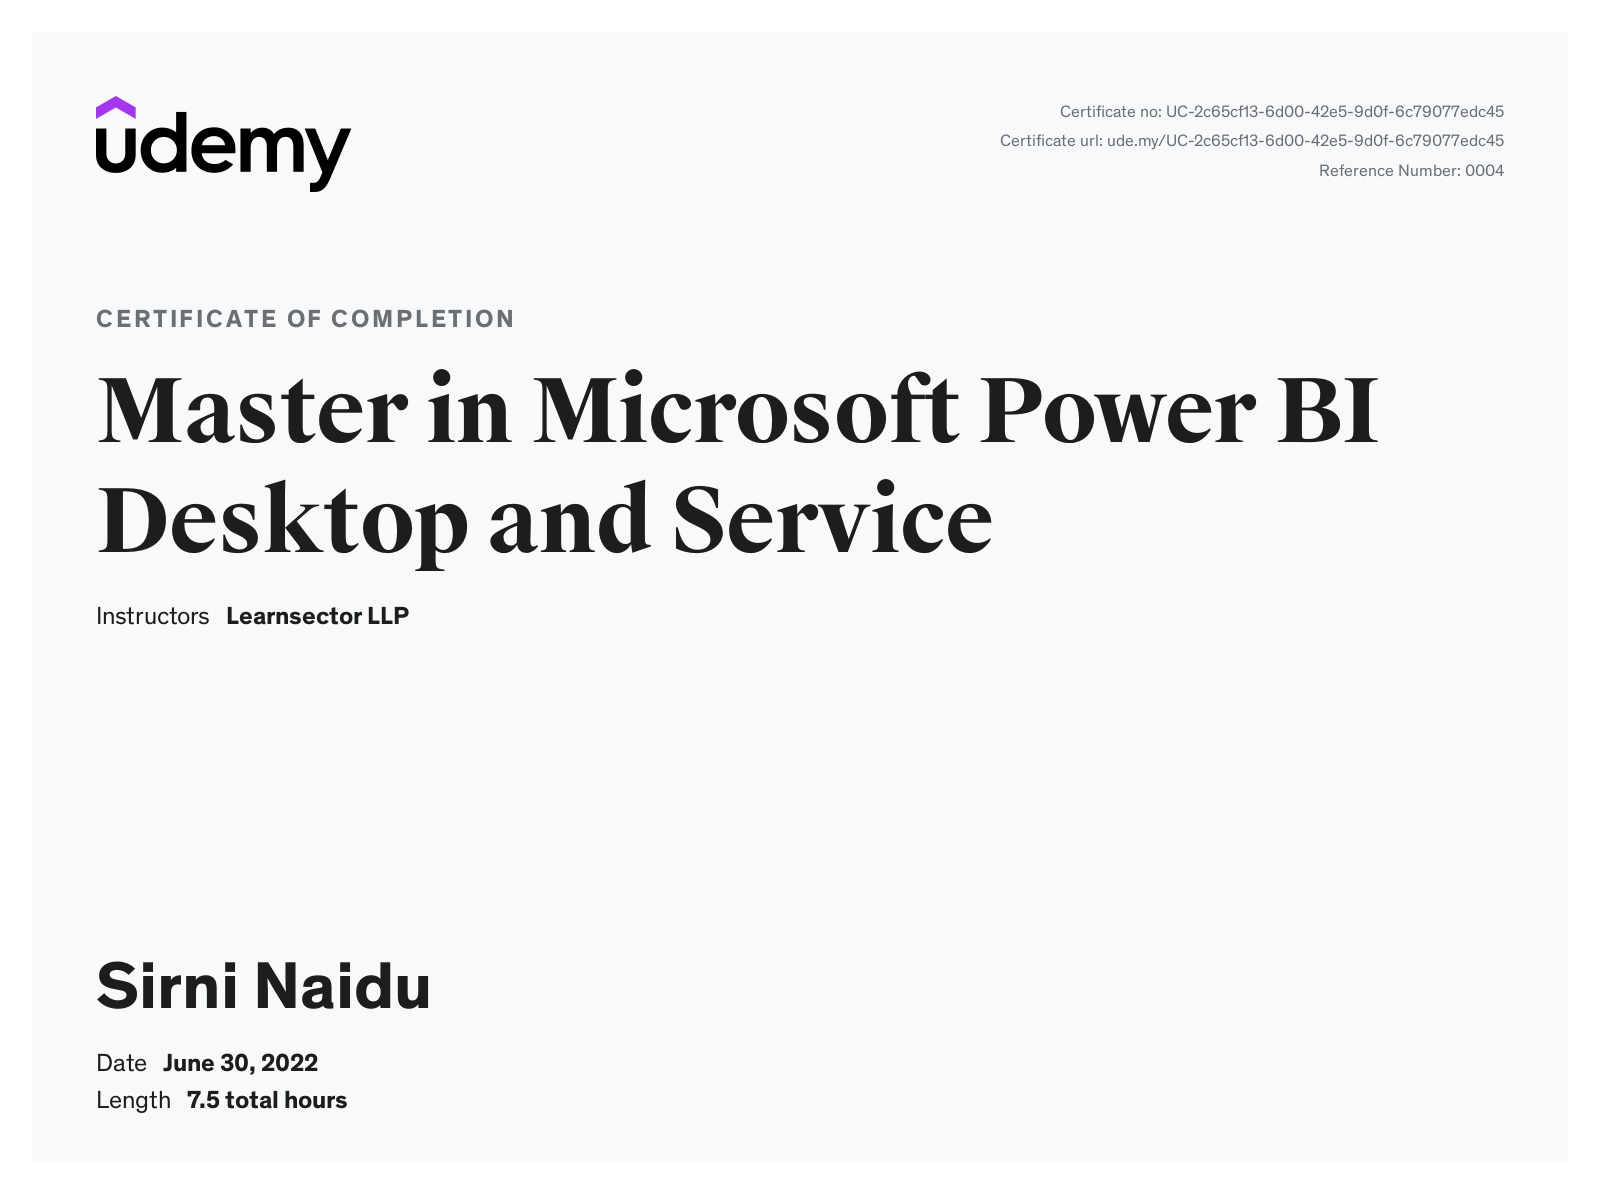 udemy
Certificate no: UC-2c65cf13-6d00-42e5-9d0f-6c79077edc45
Certificate url: ude.my/UC-2c65cf13-6d00-42e5-9d0f-6c79077edc45
Reference Number: 0004
CERTIFICATE OF COMPLETION
Master in Microsoft Power BI
Desktop and Service
Instructors Learnsector LLP
Sirni Naidu
Date June 30, 2022
Length 7.5 total hours